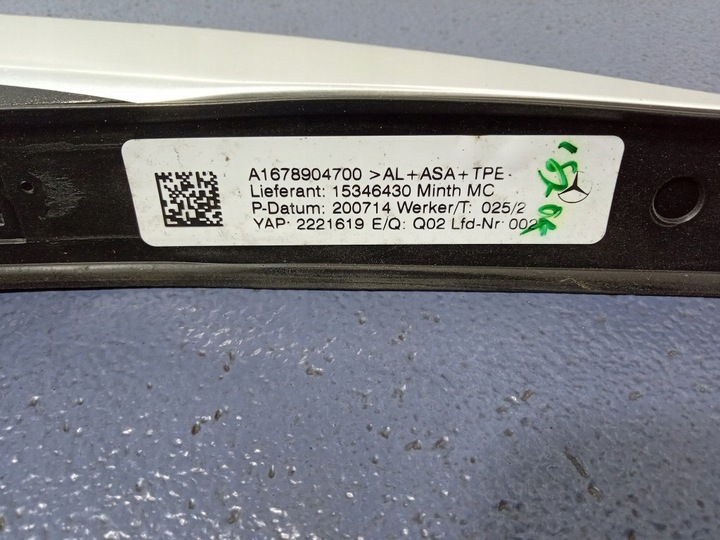 A1678904700 >AL+ASA+TPE
Lieferant: 15346430 Minth MC
P-Datum: 200714 Werker/T: 025/2
YAP: 2221619 E/Q: Q02 Lfd-Nr: 002